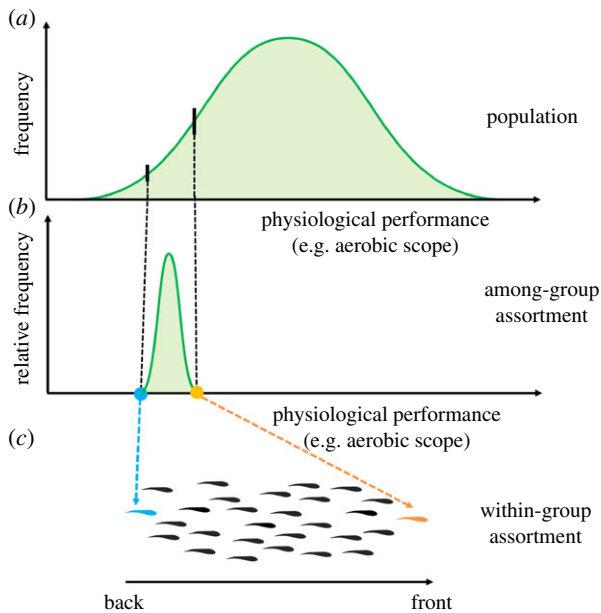 (a)
frequency
population
physiological performance
(e.g. aerobic scope)
(b)
relative frequency
among-group
assortment
physiological performance
(e.g. aerobic scope)
(c)
within-group
assortment
back
front